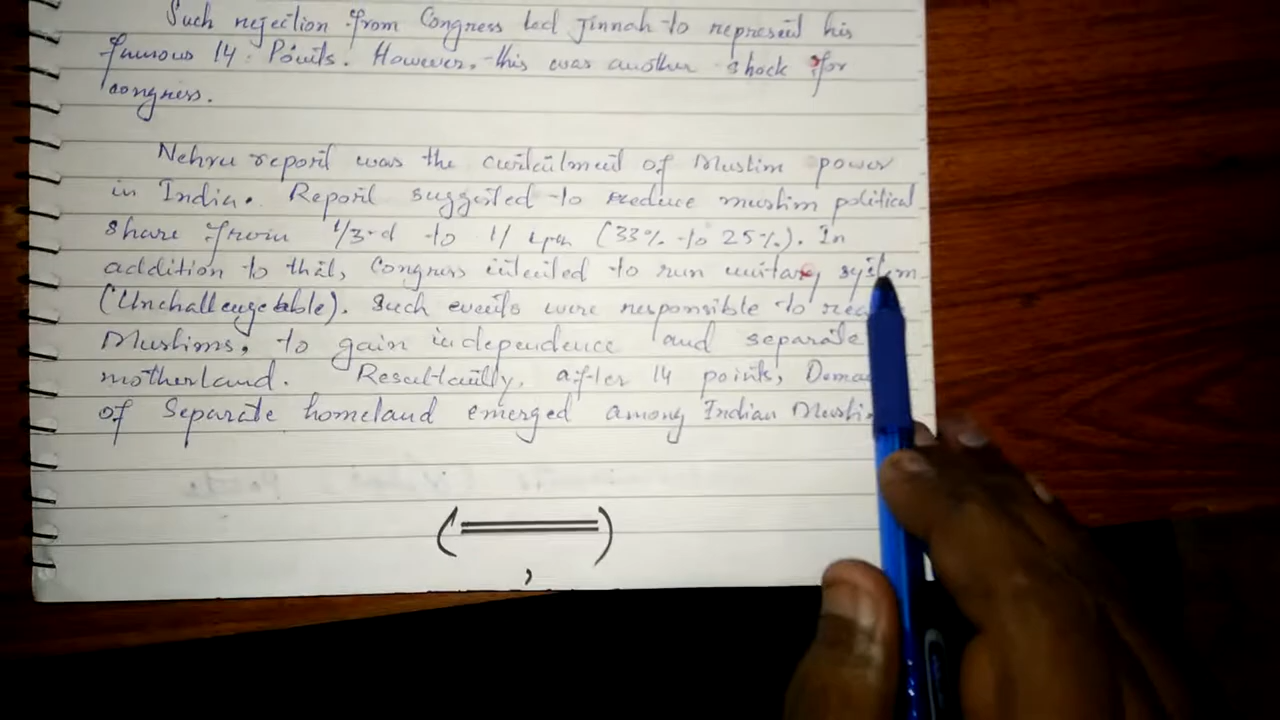 Such rejection from Congress led Jinnah to represent his
famous 14 Points. However, this was another shock for
congress.
Nehru report was the curtailment of Muslim power
in India. Report suggested to reduce muslim political
share from 1/3rd to 1/ (33% to 25%). In
addition to that, Congress intended to run unitary system
(Unchallengeable). Such events were responsible to
Muslims, to gain independence and separate
motherland. Resultantly, after 14 points,
of Separate homeland emerged among Indian